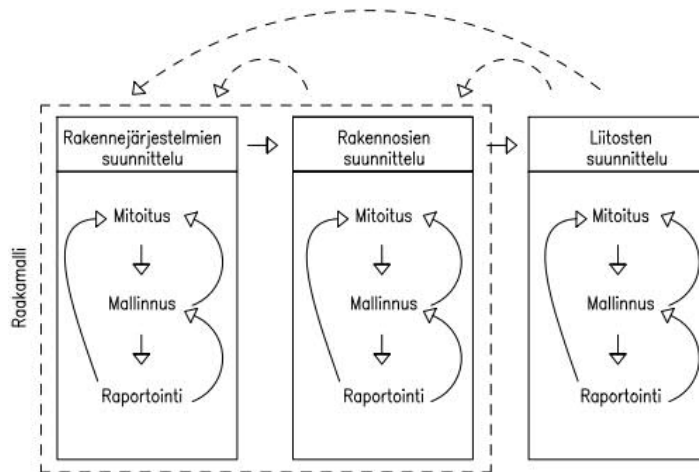 Rakennejärjestelmien
suunnittelu
Rakennosien
suunnittelu
Liitosten
suunnittelu
Mitoitus
Mallinnus
Raportointi
Mitoitus
Mallinnus
Raportointi
Mitoitus
Mallinnus
Raportointi
Raakamalli